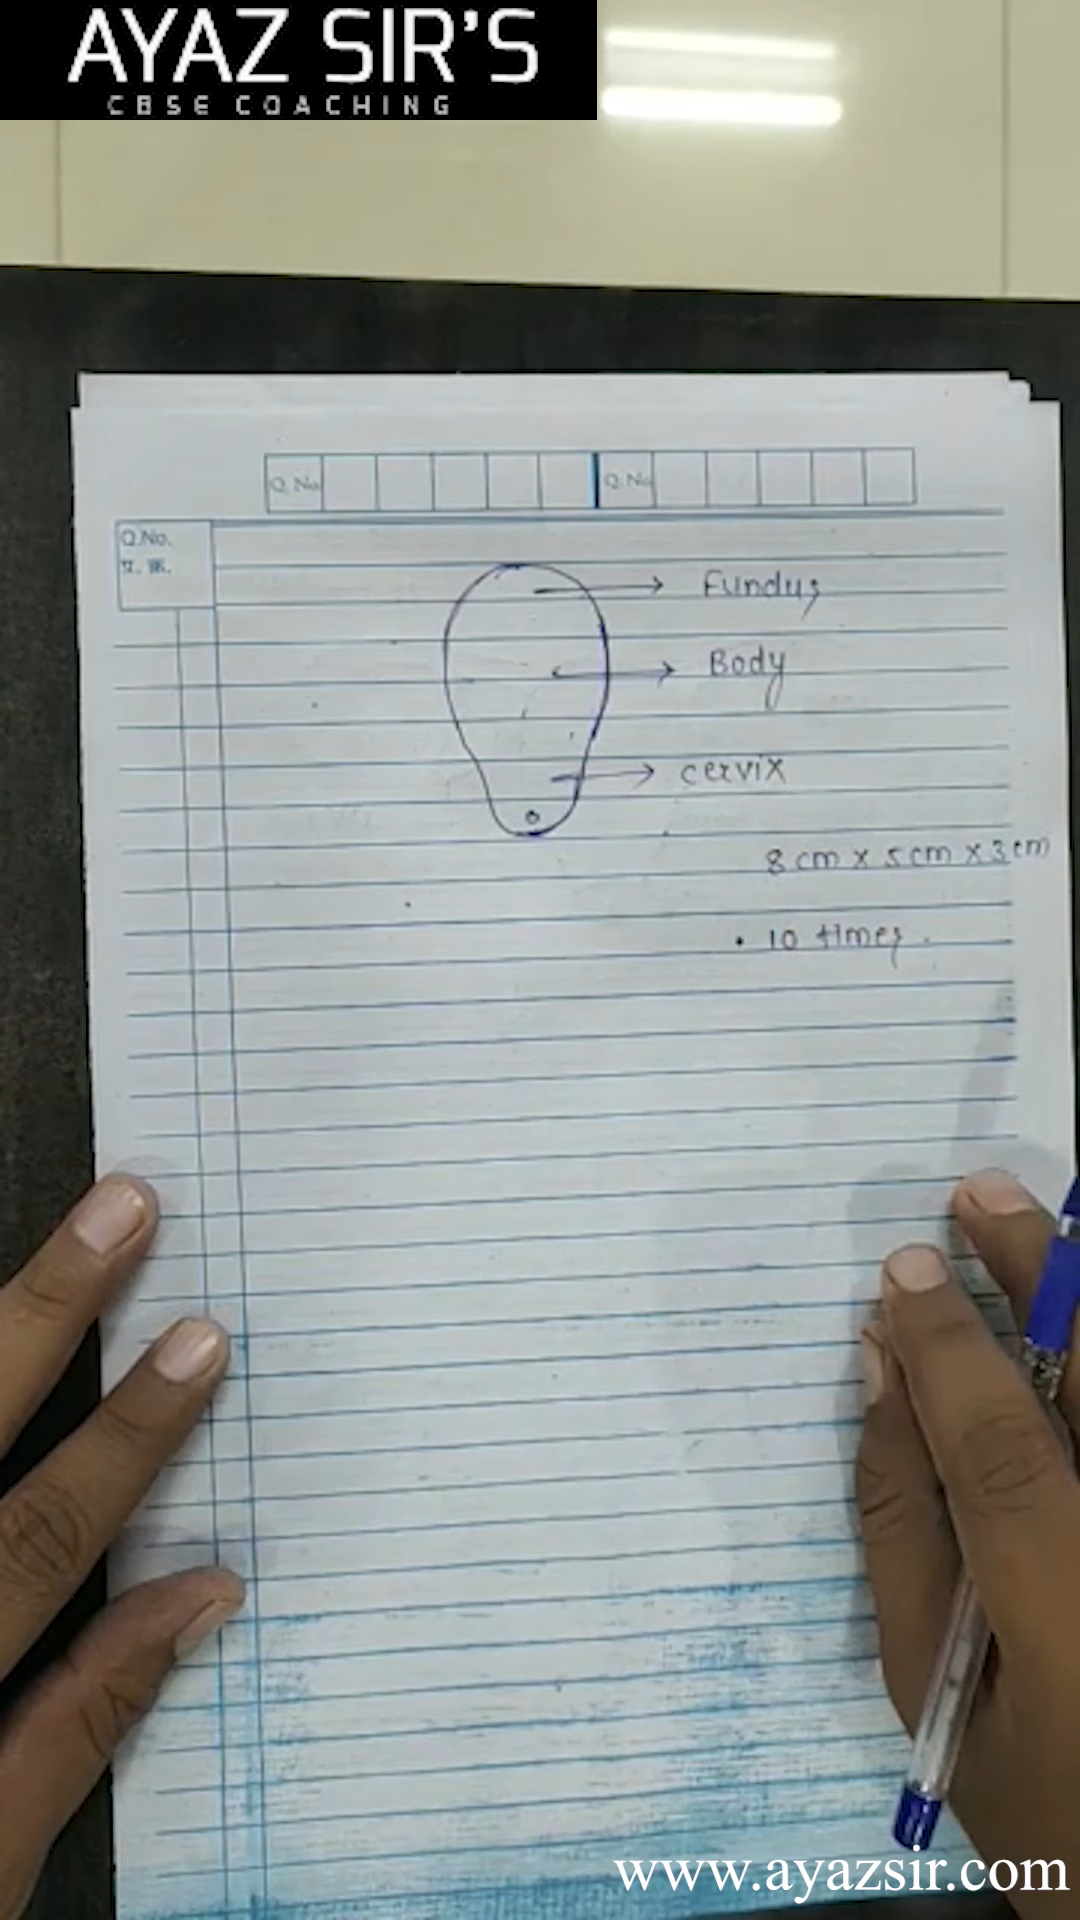 AYAZ SIR'S
CBSE COACHING
Q. No
Q. No
Q.No.
प्र. क्र.
Fundus
Body
cervix
8 cm x 5 cm x 3 cm
• 10 times.
www.ayazsir.com